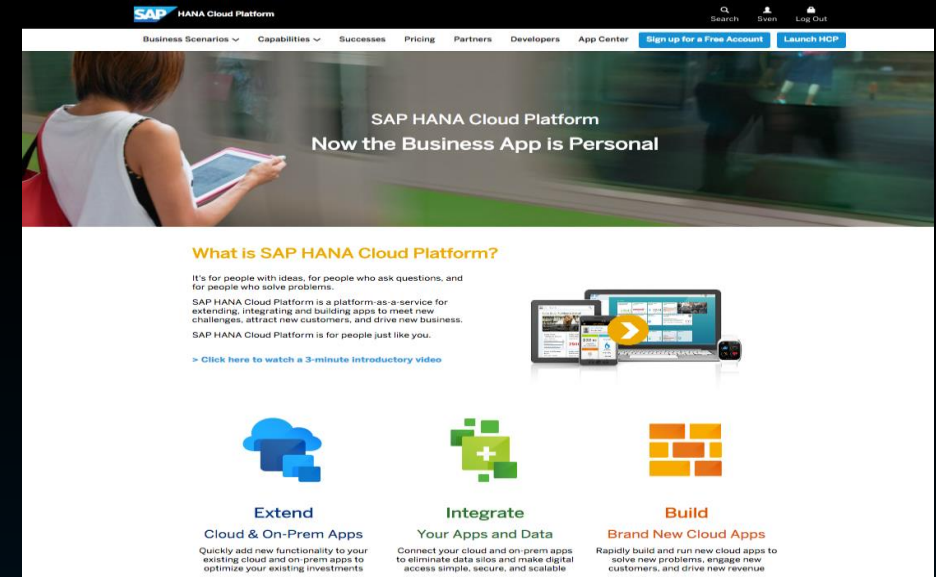 SAP HANA Cloud Platform
Search Sven Log Out
Business Scenarios Capabilities Successes Pricing Partners Developers App Center Sign up for a Free Account Launch HCP
SAP HANA Cloud Platform
Now the Business App is Personal
What is SAP HANA Cloud Platform?
It's for people with ideas, for people who ask questions, and
for people who solve problems.
SAP HANA Cloud Platform is a platform-as-a-service for
extending, integrating and building apps to meet new
challenges, attract new customers, and drive new business.
SAP HANA Cloud Platform is for people just like you.
> Click here to watch a 3-minute introductory video
Extend
Cloud & On-Prem Apps
Quickly add new functionality to your
existing cloud and on-prem apps to
optimize your existing investments
Integrate
Your Apps and Data
Connect your cloud and on-prem apps
to eliminate data silos and make digital
access simple, secure, and scalable
Build
Brand New Cloud Apps
Rapidly build and run new cloud apps to
solve new problems, engage new
customers, and drive new revenue